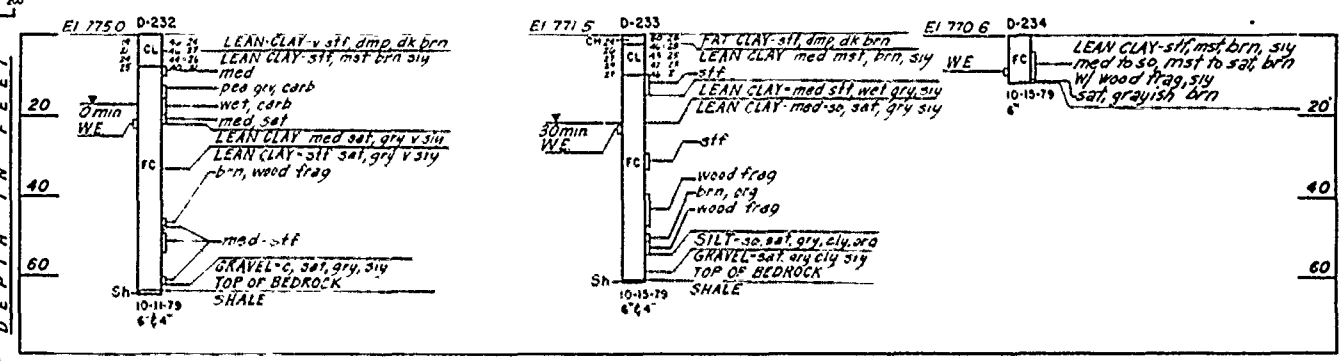 200
DEPTH IN FEET
20
40
60
El 775.0 D-232
CL
FC
LEAN CLAY-v stf, dmp, dk brn
LEAN CLAY-stf, mst brn, sly
med
pea gry, carb
wet, carb
med, sat
LEAN CLAY med sat, gry v sly
LEAN CLAY-stf sat, gry v sly
brn, wood frag
med-stf
GRAVEL-c, sat, gry, sly
TOP OF BEDROCK
SHALE
0 min
W.E.
Sh
10-11-79
6" & 4"
El 771.5 D-233
CH
CL
FC
FAT CLAY-stf, dmp, dk brn
LEAN CLAY med mst, brn, sly
stf
LEAN CLAY-med stf wet gry, sly
LEAN CLAY-med-so, sat, gry sly
stf
wood frag
brn, org
wood frag
SILT-so, sat, gry, cly, org
GRAVEL-sat, gry cly sly
TOP OF BEDROCK
SHALE
30 min
W.E.
Sh
10-15-79
6" & 4"
El 770.6 D-234
FC
LEAN CLAY-stf, mst, brn, sly
med to so, mst to sat, brn
w/ wood frag, sly
sat, grayish brn
W.E.
10-15-79
6"
20
40
60